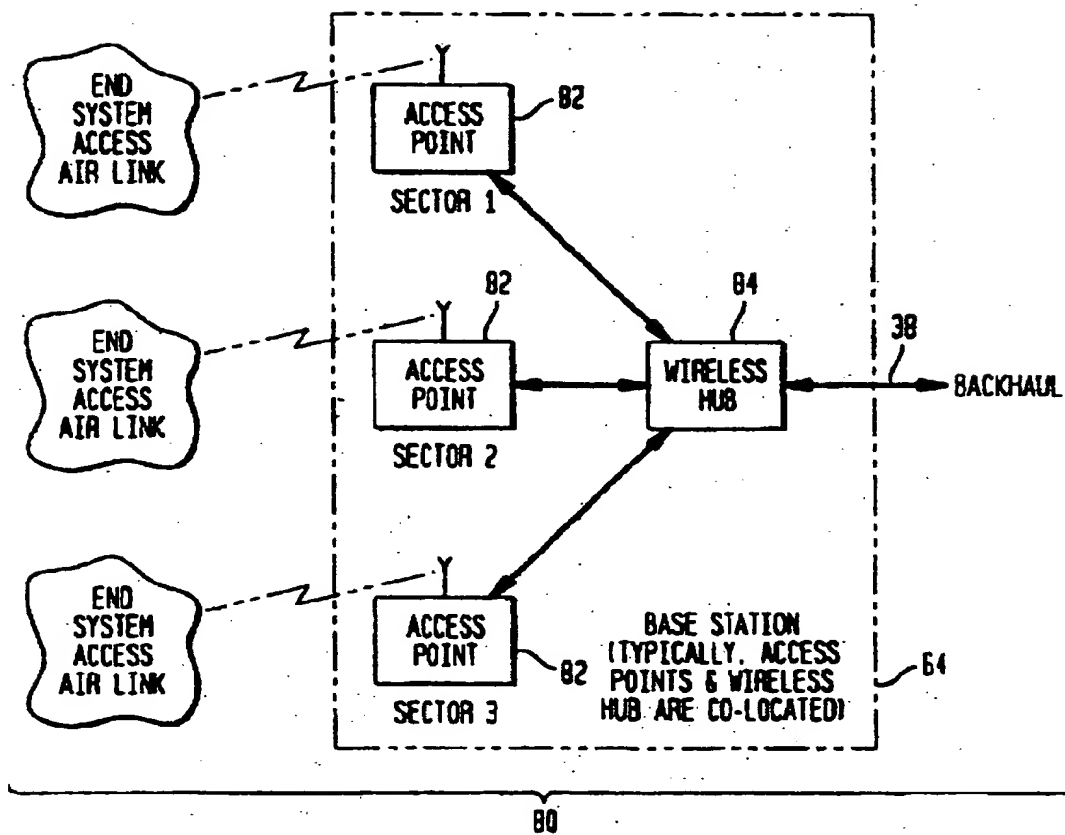 END
SYSTEM
ACCESS
AIR LINK
ACCESS
POINT
82
SECTOR 1
END
SYSTEM
ACCESS
AIR LINK
ACCESS
POINT
82
SECTOR 2
WIRELESS
HUB
84
38
BACKHAUL
END
SYSTEM
ACCESS
AIR LINK
ACCESS
POINT
82
SECTOR 3
BASE STATION
(TYPICALLY, ACCESS
POINTS & WIRELESS
HUB ARE CO-LOCATED)
64
80